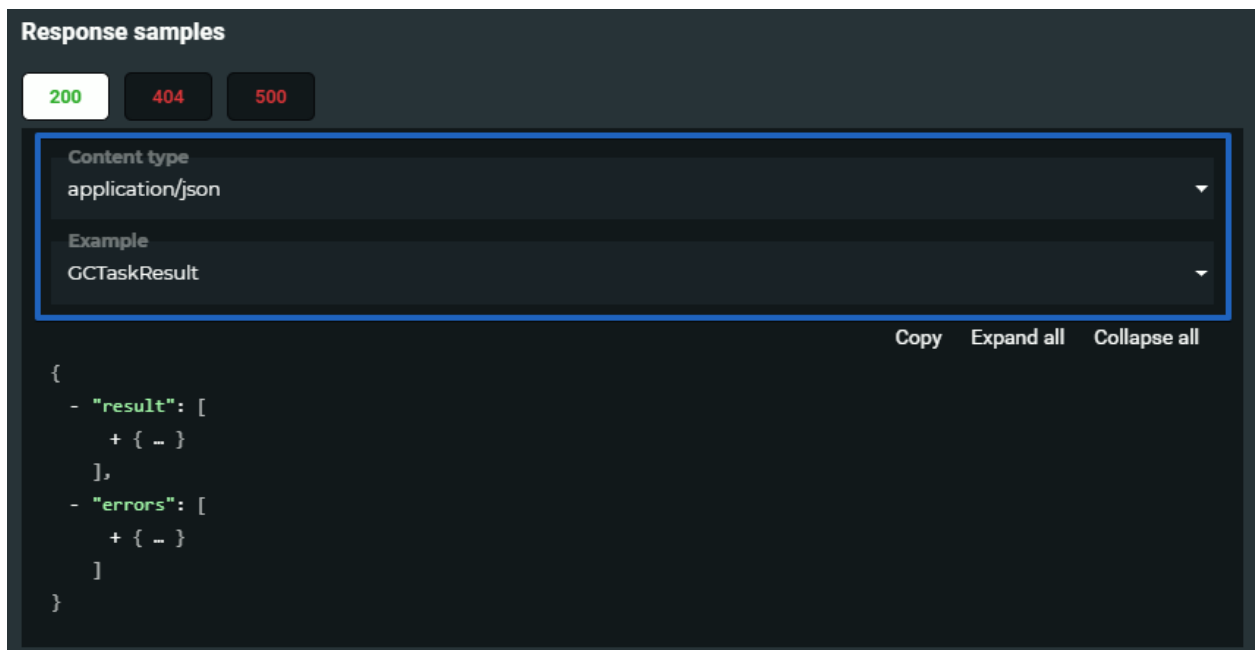 Response samples
200 404 500
Content type
application/json
Example
GCTaskResult
Copy Expand all Collapse all
{
- "result": [
+ { … }
],
- "errors": [
+ { … }
]
}